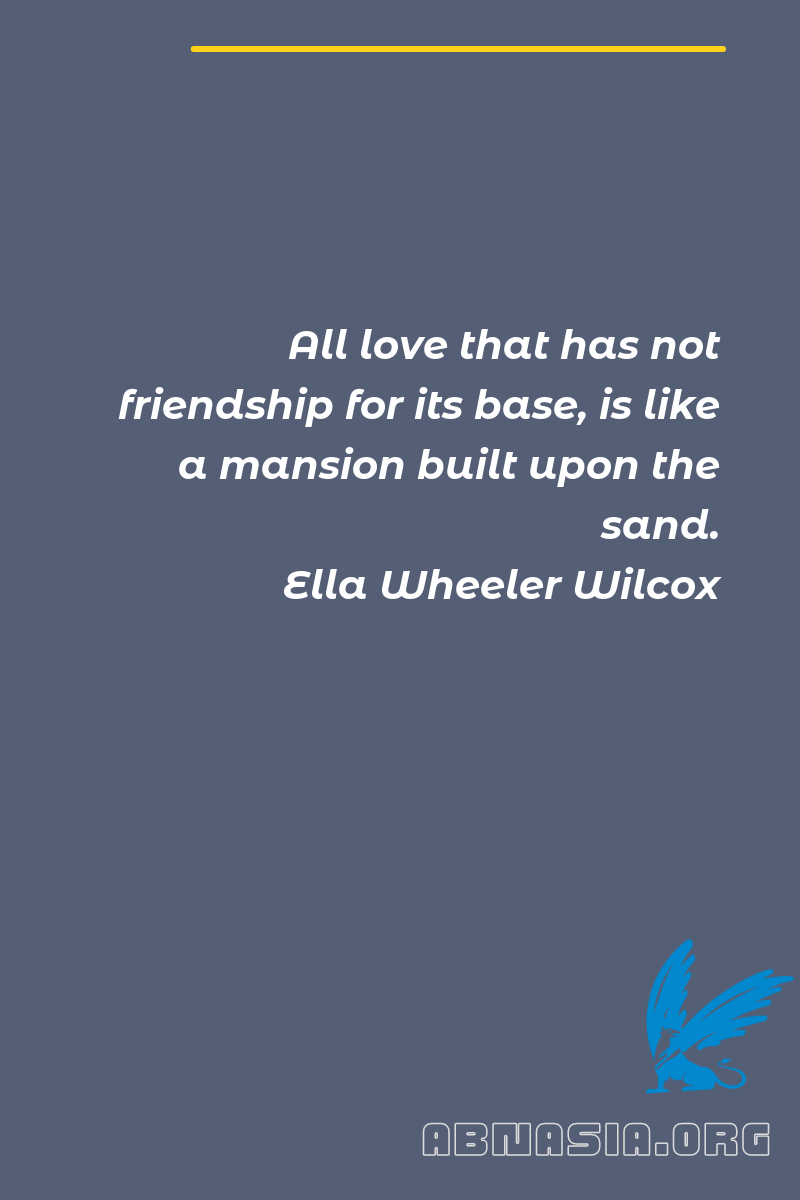 All love that has not
friendship for its base, is like
a mansion built upon the
sand.
Ella Wheeler Wilcox
ABNASIA.ORG